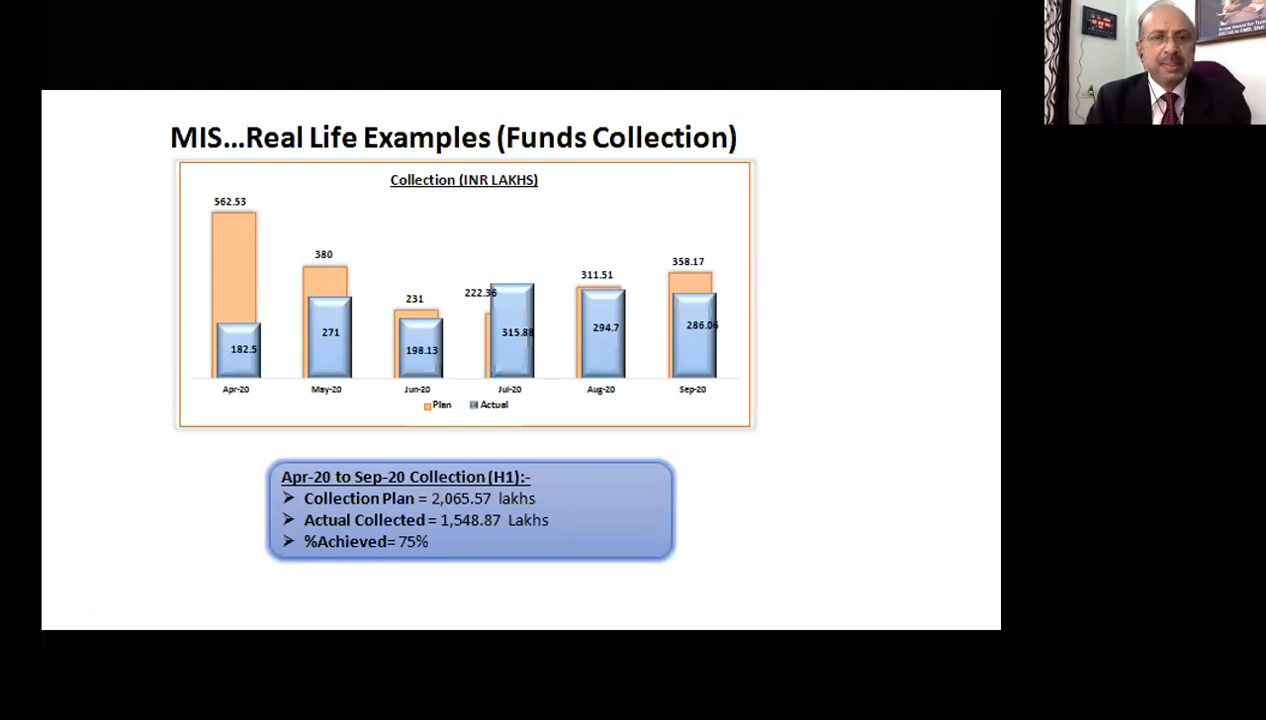 MIS...Real Life Examples (Funds Collection)
Collection (INR LAKHS)
562.53
380
231
222.36
311.51
358.17
182.5
271
198.13
315.88
294.7
286.06
Apr-20 May-20 Jun-20 Jul-20 Aug-20 Sep-20
Plan Actual
Apr-20 to Sep-20 Collection (H1):-
➢ Collection Plan = 2,065.57 lakhs
➢ Actual Collected = 1,548.87 Lakhs
➢ %Achieved= 75%